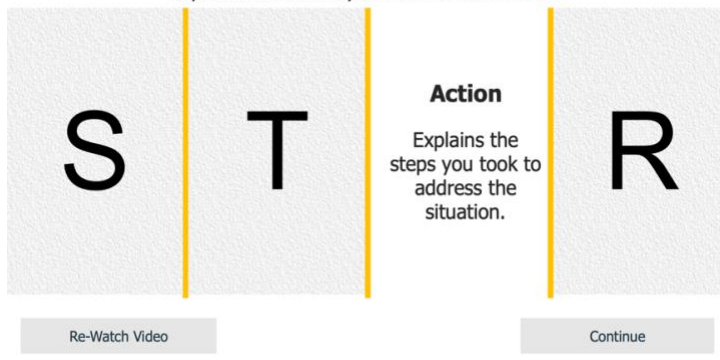 S
T
Action
Explains the
steps you took to
address the
situation.
R
Re-Watch Video
Continue